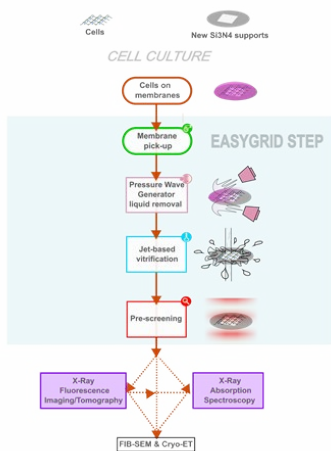 Cells
New Si3N4 supports
CELL CULTURE
Cells on
membranes
Membrane
pick-up
EASYGRID STEP
Pressure Wave
Generator
liquid removal
Jet-based
vitrification
Pre-screening
X-Ray
Fluorescence
Imaging/Tomography
X-Ray
Absorption
Spectroscopy
FIB-SEM & Cryo-ET